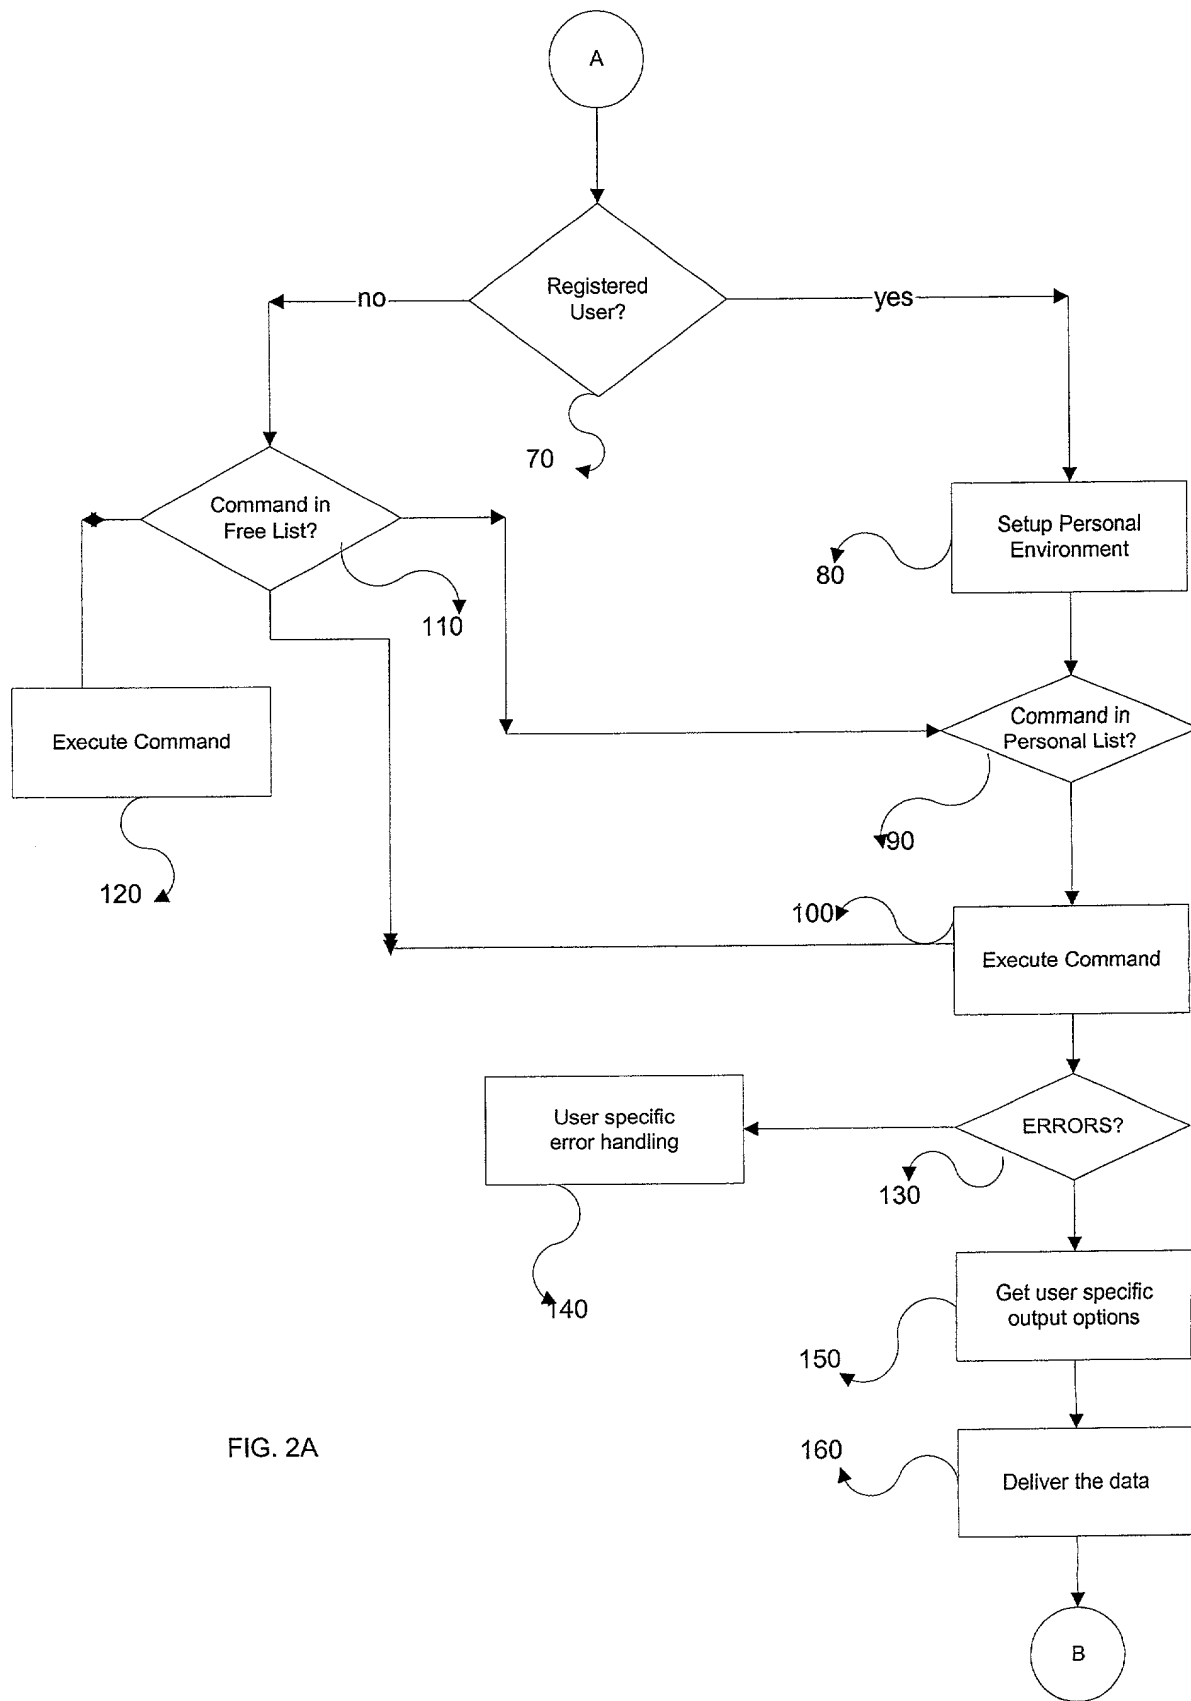 A
Registered
User?
no
yes
70
Command in
Free List?
Setup Personal
Environment
80
110
Command in
Personal List?
Execute Command
90
120
100
Execute Command
User specific
error handling
ERRORS?
130
140
Get user specific
output options
150
FIG. 2A
160
Deliver the data
B